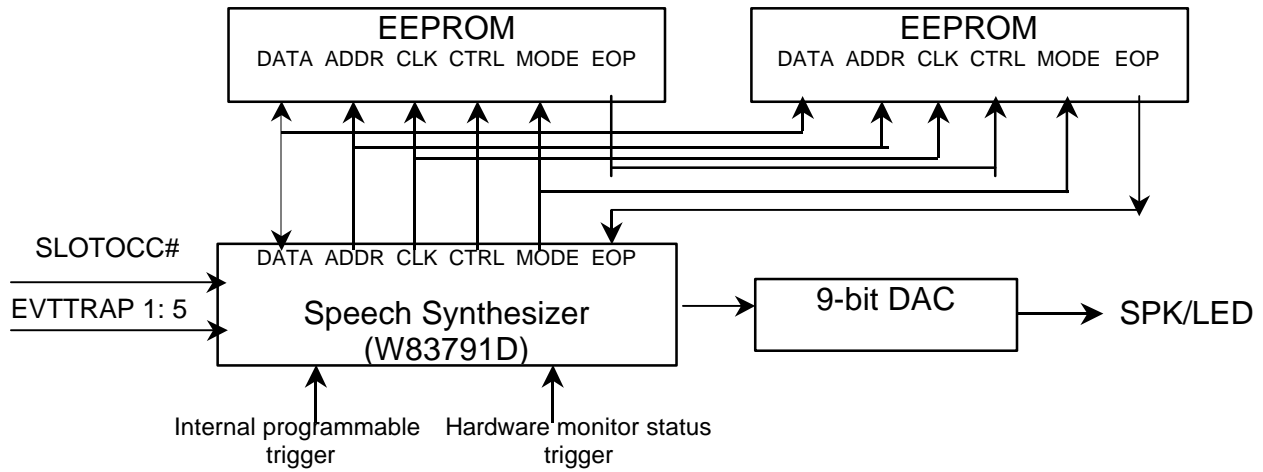 EEPROM
DATA ADDR CLK CTRL MODE EOP
EEPROM
DATA ADDR CLK CTRL MODE EOP
SLOTOCC#
EVTTRAP 1: 5
DATA ADDR CLK CTRL MODE EOP
Speech Synthesizer
(W83791D)
9-bit DAC
SPK/LED
Internal programmable
trigger
Hardware monitor status
trigger